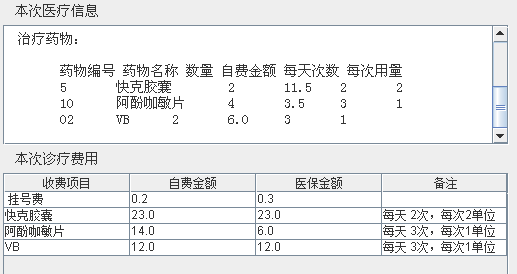 本次医疗信息
治疗药物:
药物编号 药物名称 数量 自费金额 每天次数 每次用量
5 快克胶囊 2 11.5 2 2
10 阿酚咖敏片 4 3.5 3 1
02 VB 2 6.0 3 1
本次诊疗费用
收费项目 自费金额 医保金额 备注
挂号费 0.2 0.3
快克胶囊 23.0 23.0 每天 2次，每次2单位
阿酚咖敏片 14.0 6.0 每天 3次，每次1单位
VB 12.0 12.0 每天 3次，每次1单位